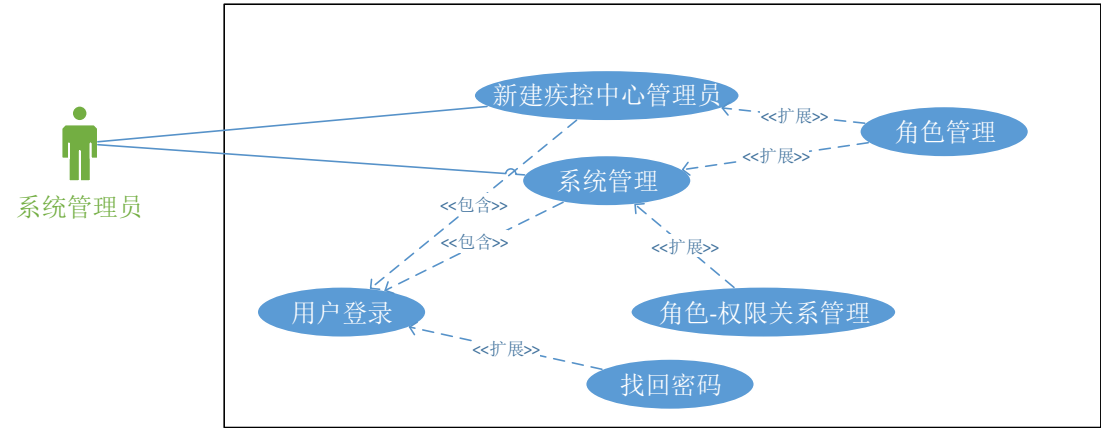 新建疾控中心管理员
<<扩展>>
角色管理
<<扩展>>
系统管理
系统管理员
<<包含>>
<<包含>>
<<扩展>>
用户登录
角色-权限关系管理
<<扩展>>
找回密码